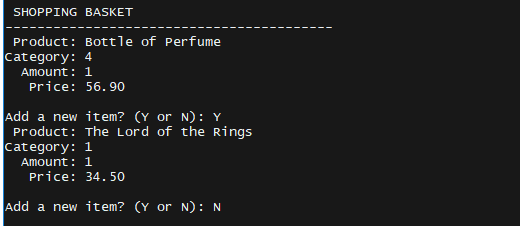 SHOPPING BASKET
-----------------------------------------
Product: Bottle of Perfume
Category: 4
Amount: 1
Price: 56.90
Add a new item? (Y or N): Y
Product: The Lord of the Rings
Category: 1
Amount: 1
Price: 34.50
Add a new item? (Y or N): N